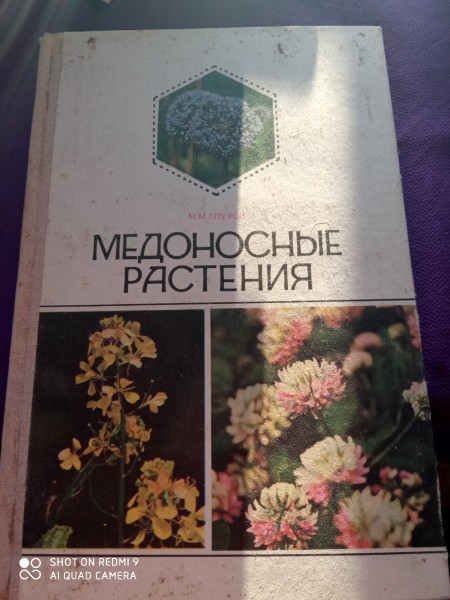 М.М. ГЛУХОВ
МЕДОНОСНЫЕ
РАСТЕНИЯ
SHOT ON REDMI 9
AI QUAD CAMERA